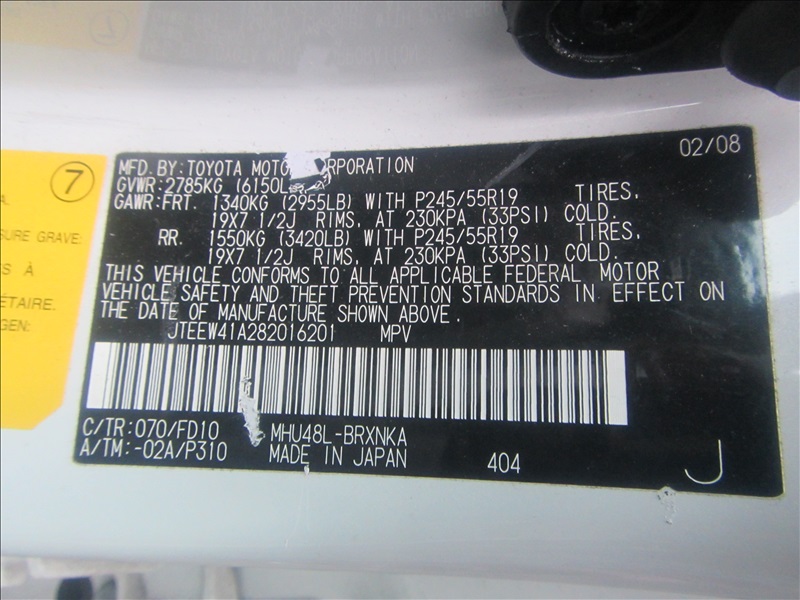 02/08
MFD.BY:TOYOTA MOTOR CORPORATION
GVWR:2785KG (6150L
GAWR:FRT. 1340KG (2955LB) WITH P245/55R19 TIRES,
19X7 1/2J RIMS, AT 230KPA (33PSI) COLD.
RR. 1550KG (3420LB) WITH P245/55R19 TIRES,
19X7 1/2J RIMS, AT 230KPA (33PSI) COLD.
THIS VEHICLE CONFORMS TO ALL APPLICABLE FEDERAL MOTOR
VEHICLE SAFETY AND THEFT PREVENTION STANDARDS IN EFFECT ON
THE DATE OF MANUFACTURE SHOWN ABOVE.
JTEEW41A282016201 MPV
C/TR:070/FD10 MHU48L-BRXNKA
A/TM:-02A/P310 MADE IN JAPAN 404 J
7
URE GRAVE:
S À
ÉTAIRE.
GEN: